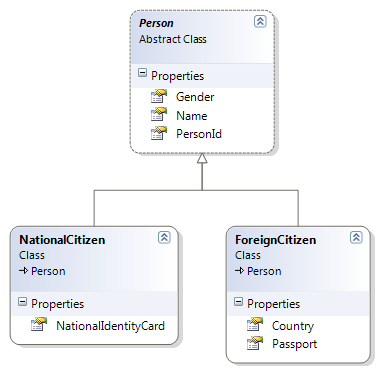 Person
Abstract Class
Properties
Gender
Name
PersonId
NationalCitizen
Class
Person
Properties
NationalIdentityCard
ForeignCitizen
Class
Person
Properties
Country
Passport